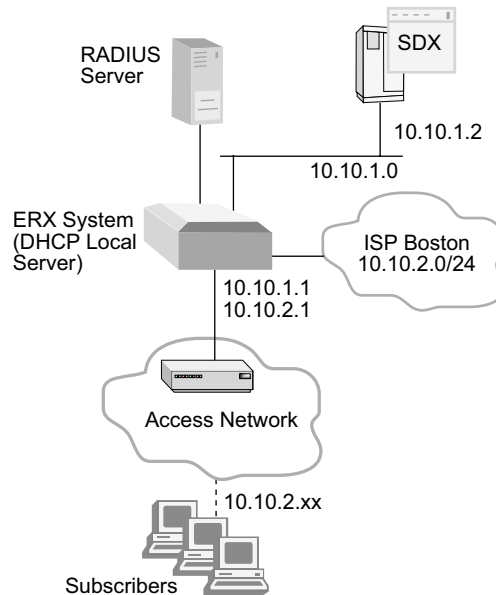 RADIUS
Server
SDX
10.10.1.2
10.10.1.0
ERX System
(DHCP Local
Server)
ISP Boston
10.10.2.0/24
10.10.1.1
10.10.2.1
Access Network
10.10.2.xx
Subscribers